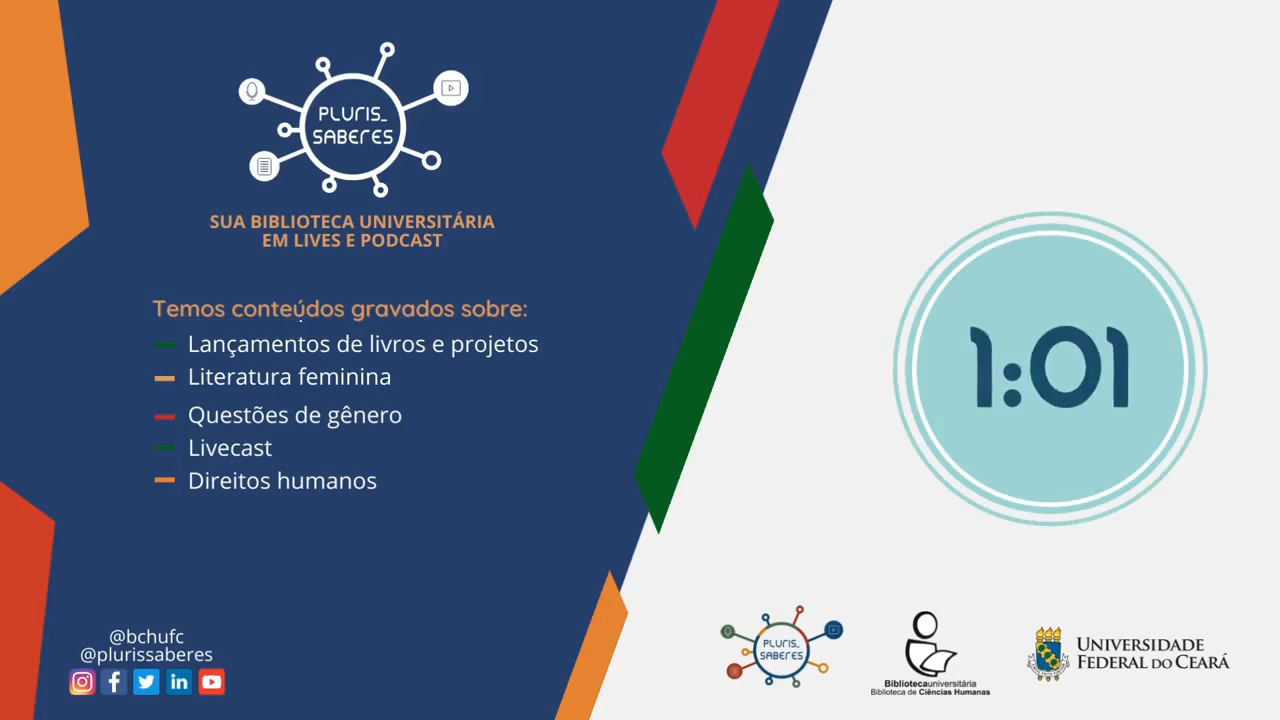 PLURIS_
SABERES
SUA BIBLIOTECA UNIVERSITÁRIA
EM LIVES E PODCAST
Temos conteúdos gravados sobre:
Lançamentos de livros e projetos
Literatura feminina
Questões de gênero
Livecast
Direitos humanos
@bchufc
@plurissaberes
1:01
PLURIS_
SABERES
Bibliotecauniversitária
Biblioteca de Ciências Humanas
UNIVERSIDADE
FEDERAL DO CEARÁ